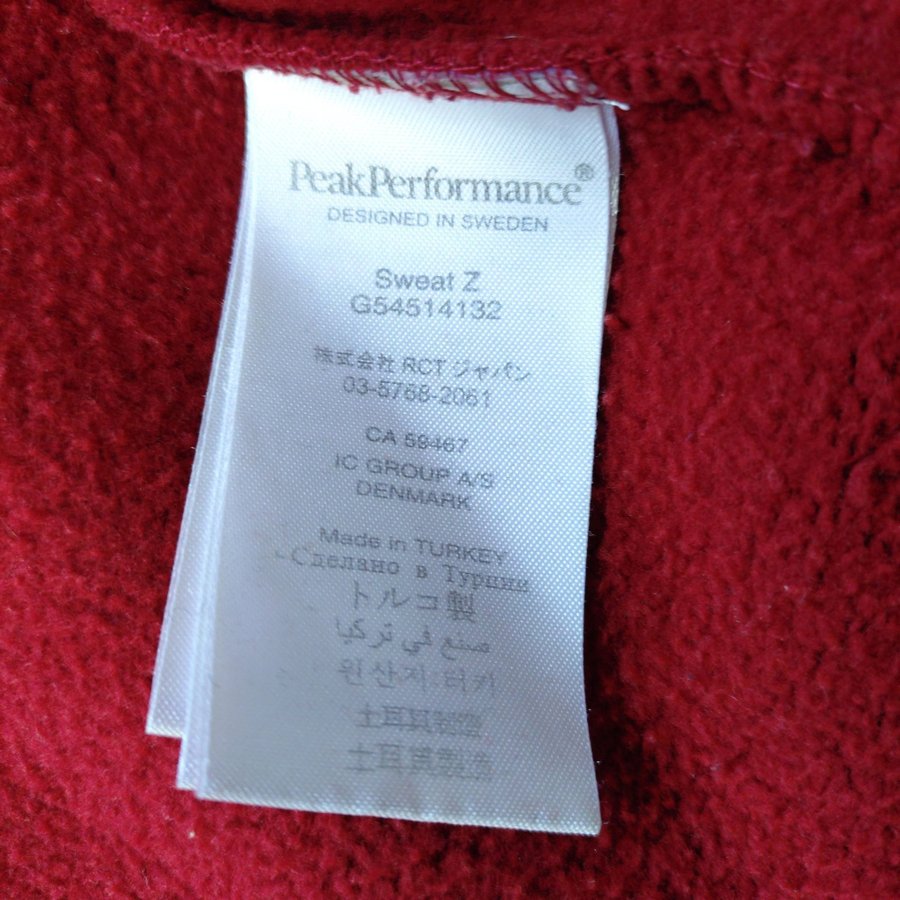 PeakPerformance®
DESIGNED IN SWEDEN
Sweat Z
G54514132
株式会社 RCT ジャパン
03-5768-2061
CA 59467
IC GROUP A/S
DENMARK
Made in TURKEY
-Сделано в Турции
トルコ製
صنع في تركيا
원산지:터키
土耳其制造
土耳其製造